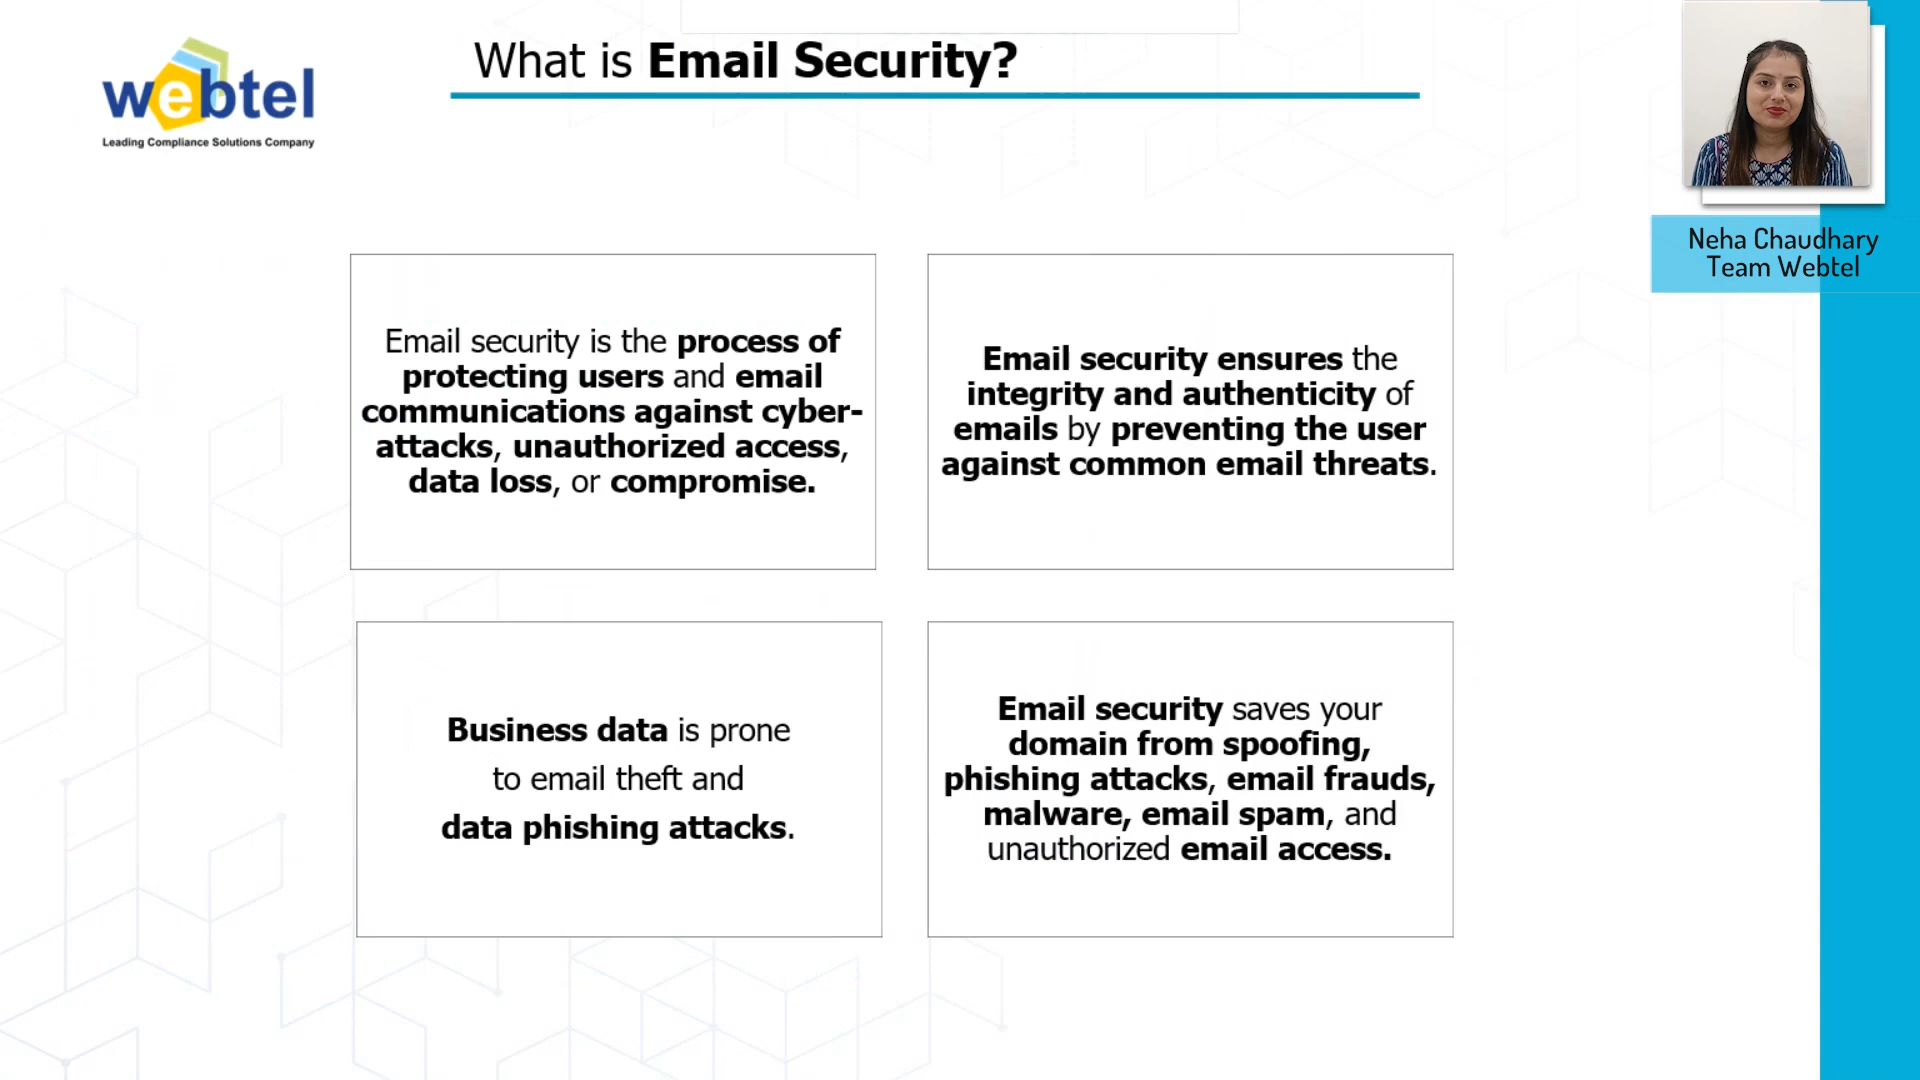 webtel
Leading Compliance Solutions Company
What is Email Security?
Neha Chaudhary
Team Webtel
Email security is the process of
protecting users and email
communications against cyber-
attacks, unauthorized access,
data loss, or compromise.
Email security ensures the
integrity and authenticity of
emails by preventing the user
against common email threats.
Business data is prone
to email theft and
data phishing attacks.
Email security saves your
domain from spoofing,
phishing attacks, email frauds,
malware, email spam, and
unauthorized email access.